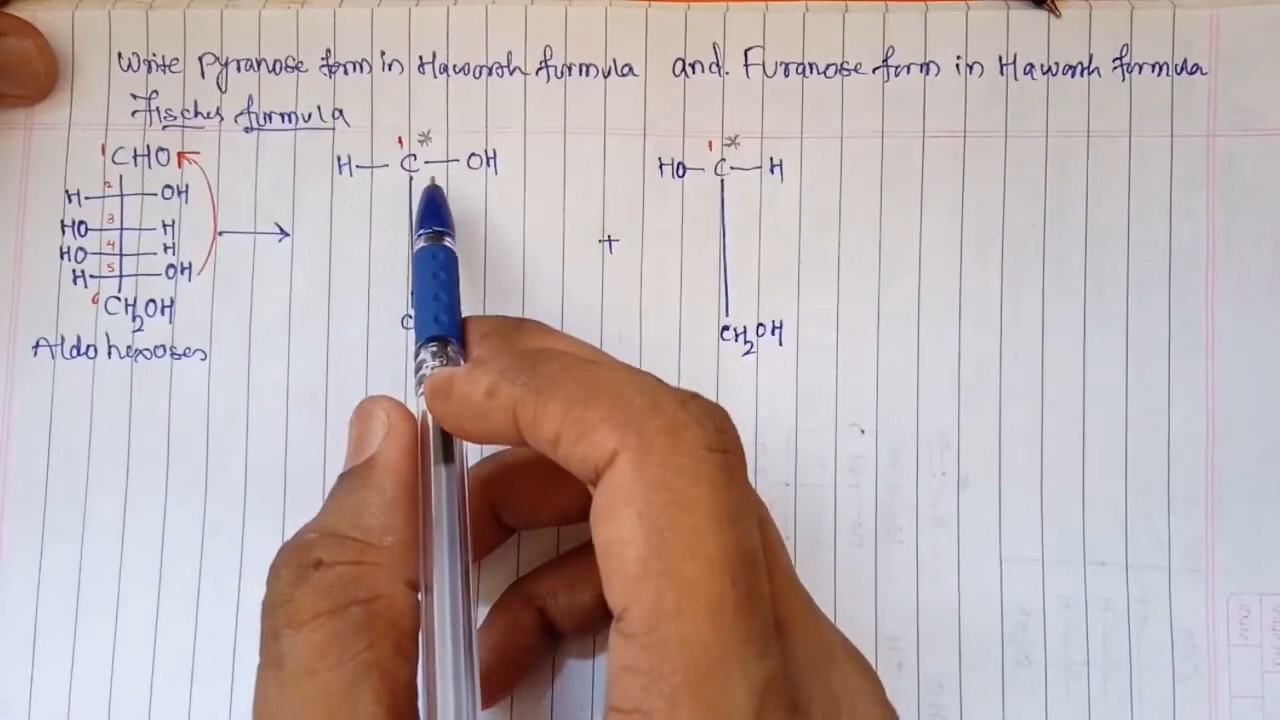 Write Pyranose form in Haworth formula and. Furanose form in Haworth formula
Fischer formula
1 CHO
H 2 OH
HO 3 H
HO 4 H
H 5 OH
6 CH2OH
Aldohexoses
1 *
H—C—OH
C
+
1 *
HO—C—H
CH2OH